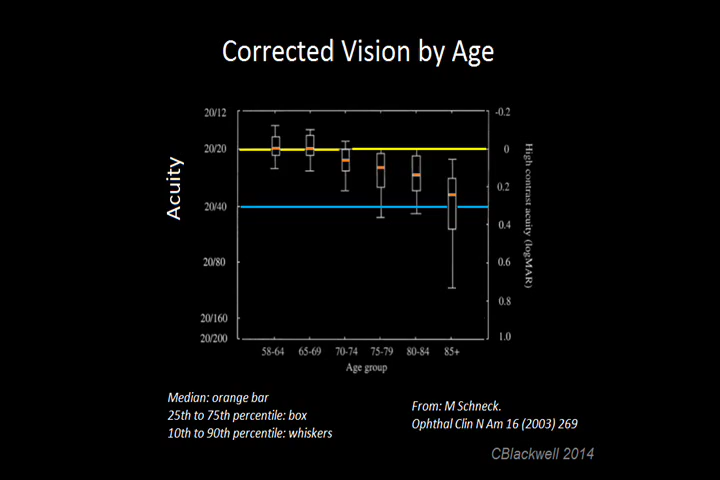 Corrected Vision by Age
Acuity
20/12
20/20
20/40
20/80
20/160
20/200
-0.2
0
0.2
0.4
0.6
0.8
1.0
High contrast acuity (logMAR)
58-64 65-69 70-74 75-79 80-84 85+
Age group
Median: orange bar
25th to 75th percentile: box
10th to 90th percentile: whiskers
From: M Schneck.
Ophthal Clin N Am 16 (2003) 269
CBlackwell 2014